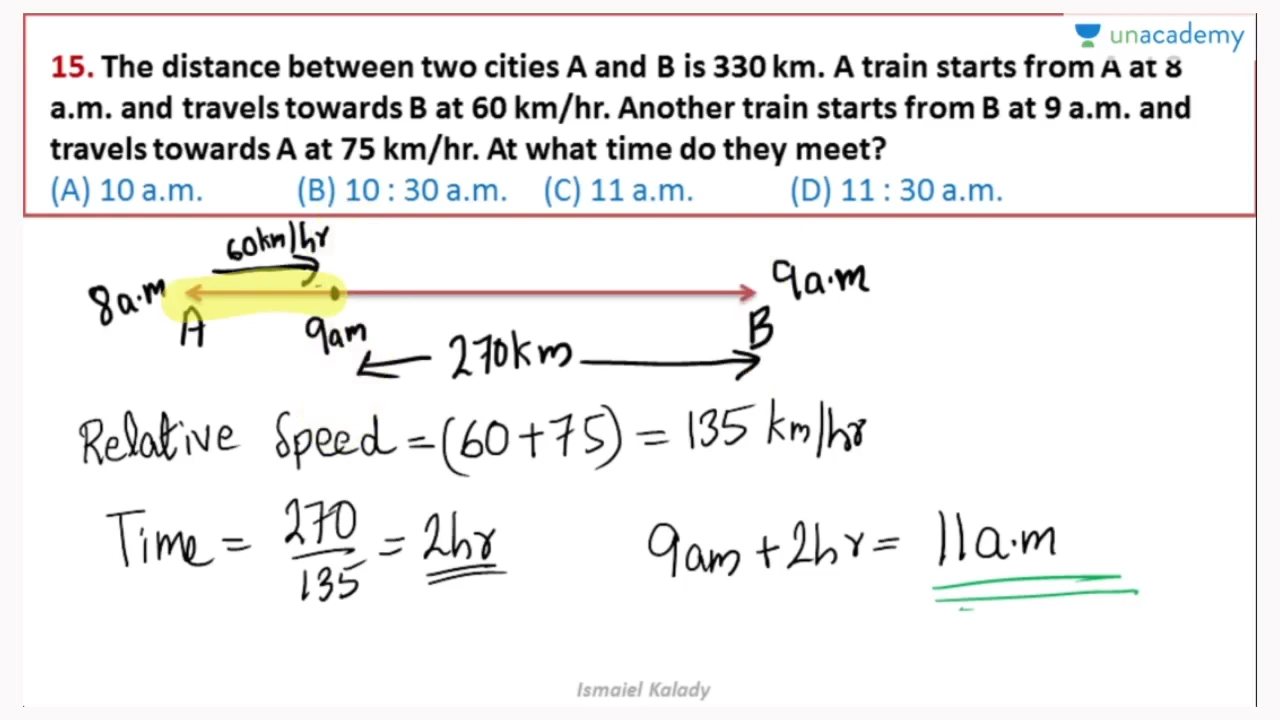 unacademy
15. The distance between two cities A and B is 330 km. A train starts from A at 8
a.m. and travels towards B at 60 km/hr. Another train starts from B at 9 a.m. and
travels towards A at 75 km/hr. At what time do they meet?
(A) 10 a.m. (B) 10 : 30 a.m. (C) 11 a.m. (D) 11 : 30 a.m.
60km/hr
8a.m 9a.m
A 9am B
270km
Relative Speed = (60+75) = 135 km/hr
Time = 270/135 = 2hr 9am + 2hr = 11a.m
Ismaiel Kalady